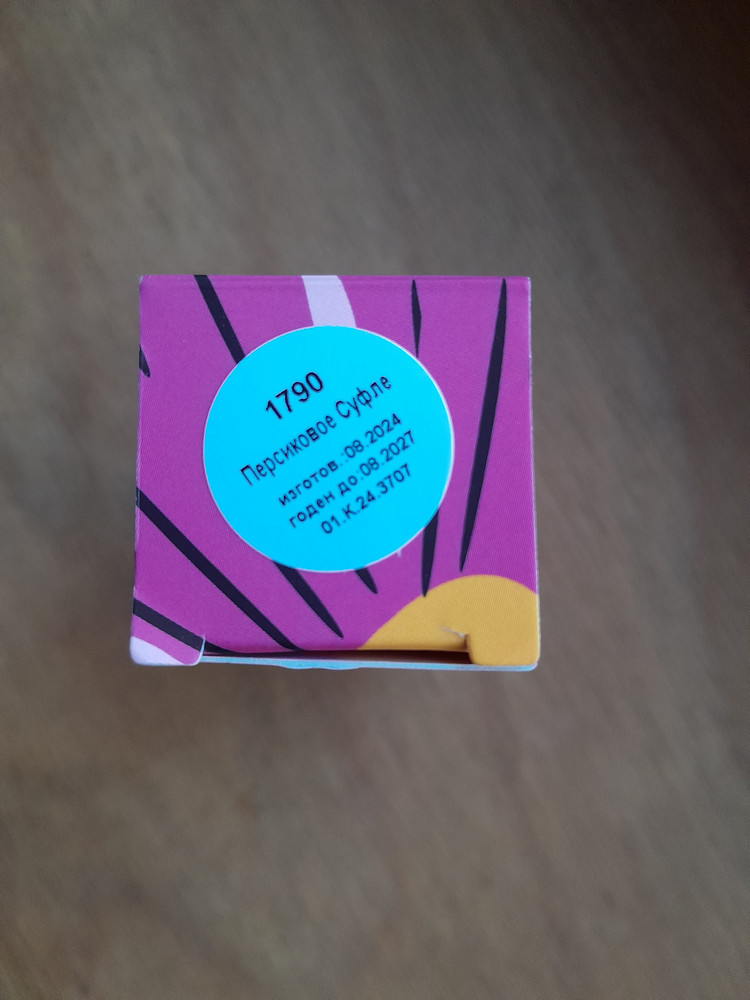 1790
Персиковое Суфле
изготов.:08.2024
годен до:08.2027
01.К.24.3707